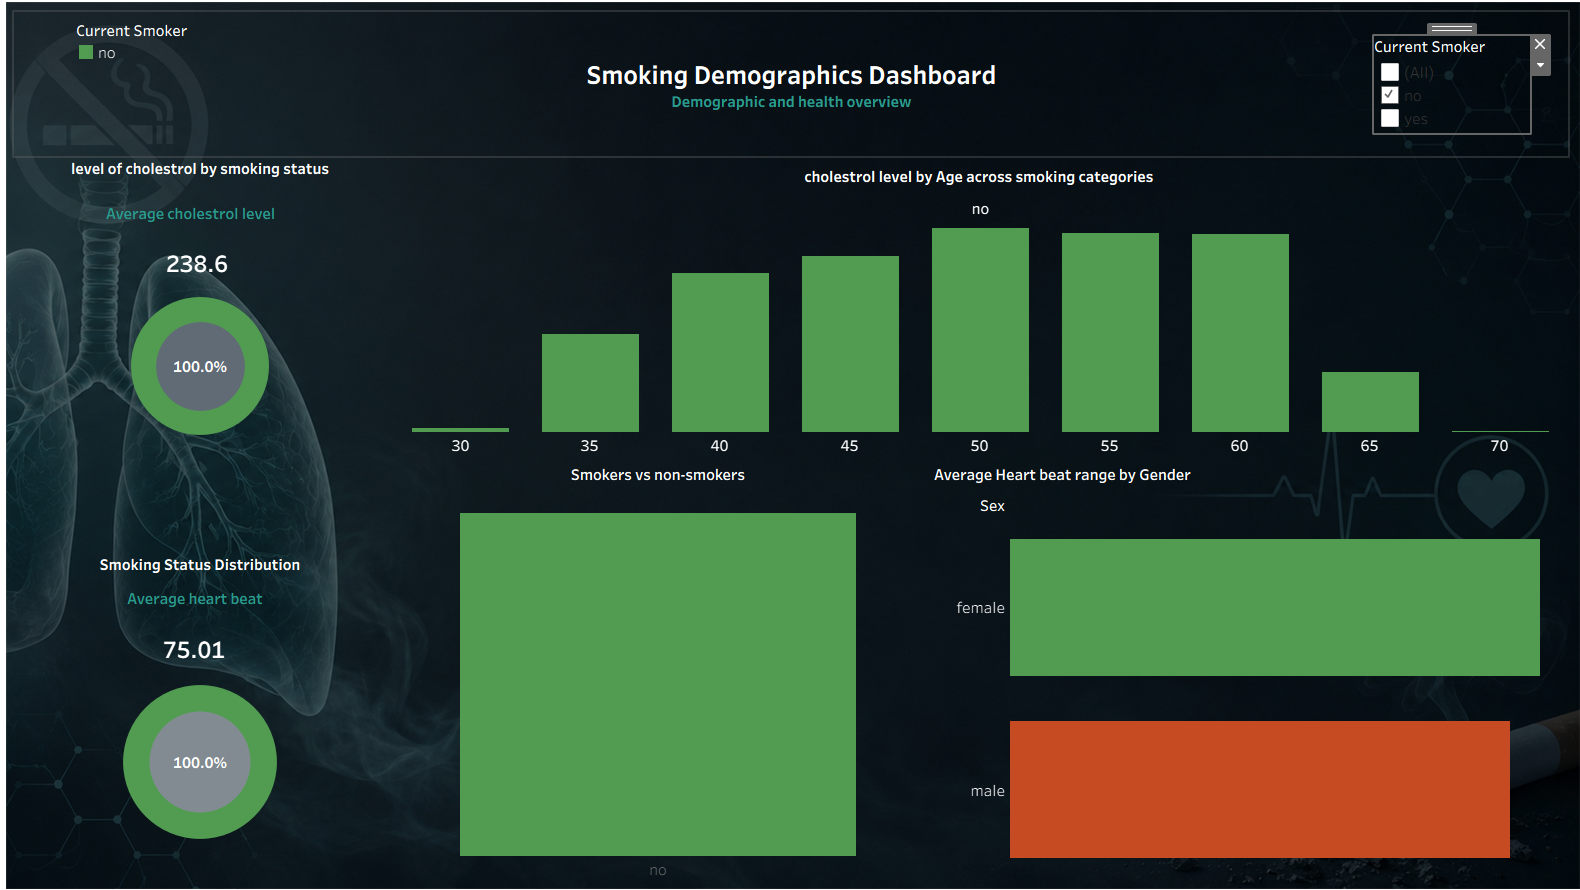 Current Smoker
no
Smoking Demographics Dashboard
Demographic and health overview
Current Smoker
(All)
no
yes
level of cholestrol by smoking status
Average cholestrol level
238.6
100.0%
cholestrol level by Age across smoking categories
no
30 35 40 45 50 55 60 65 70
Smoking Status Distribution
Average heart beat
75.01
100.0%
Smokers vs non-smokers
no
Average Heart beat range by Gender
Sex
female
male